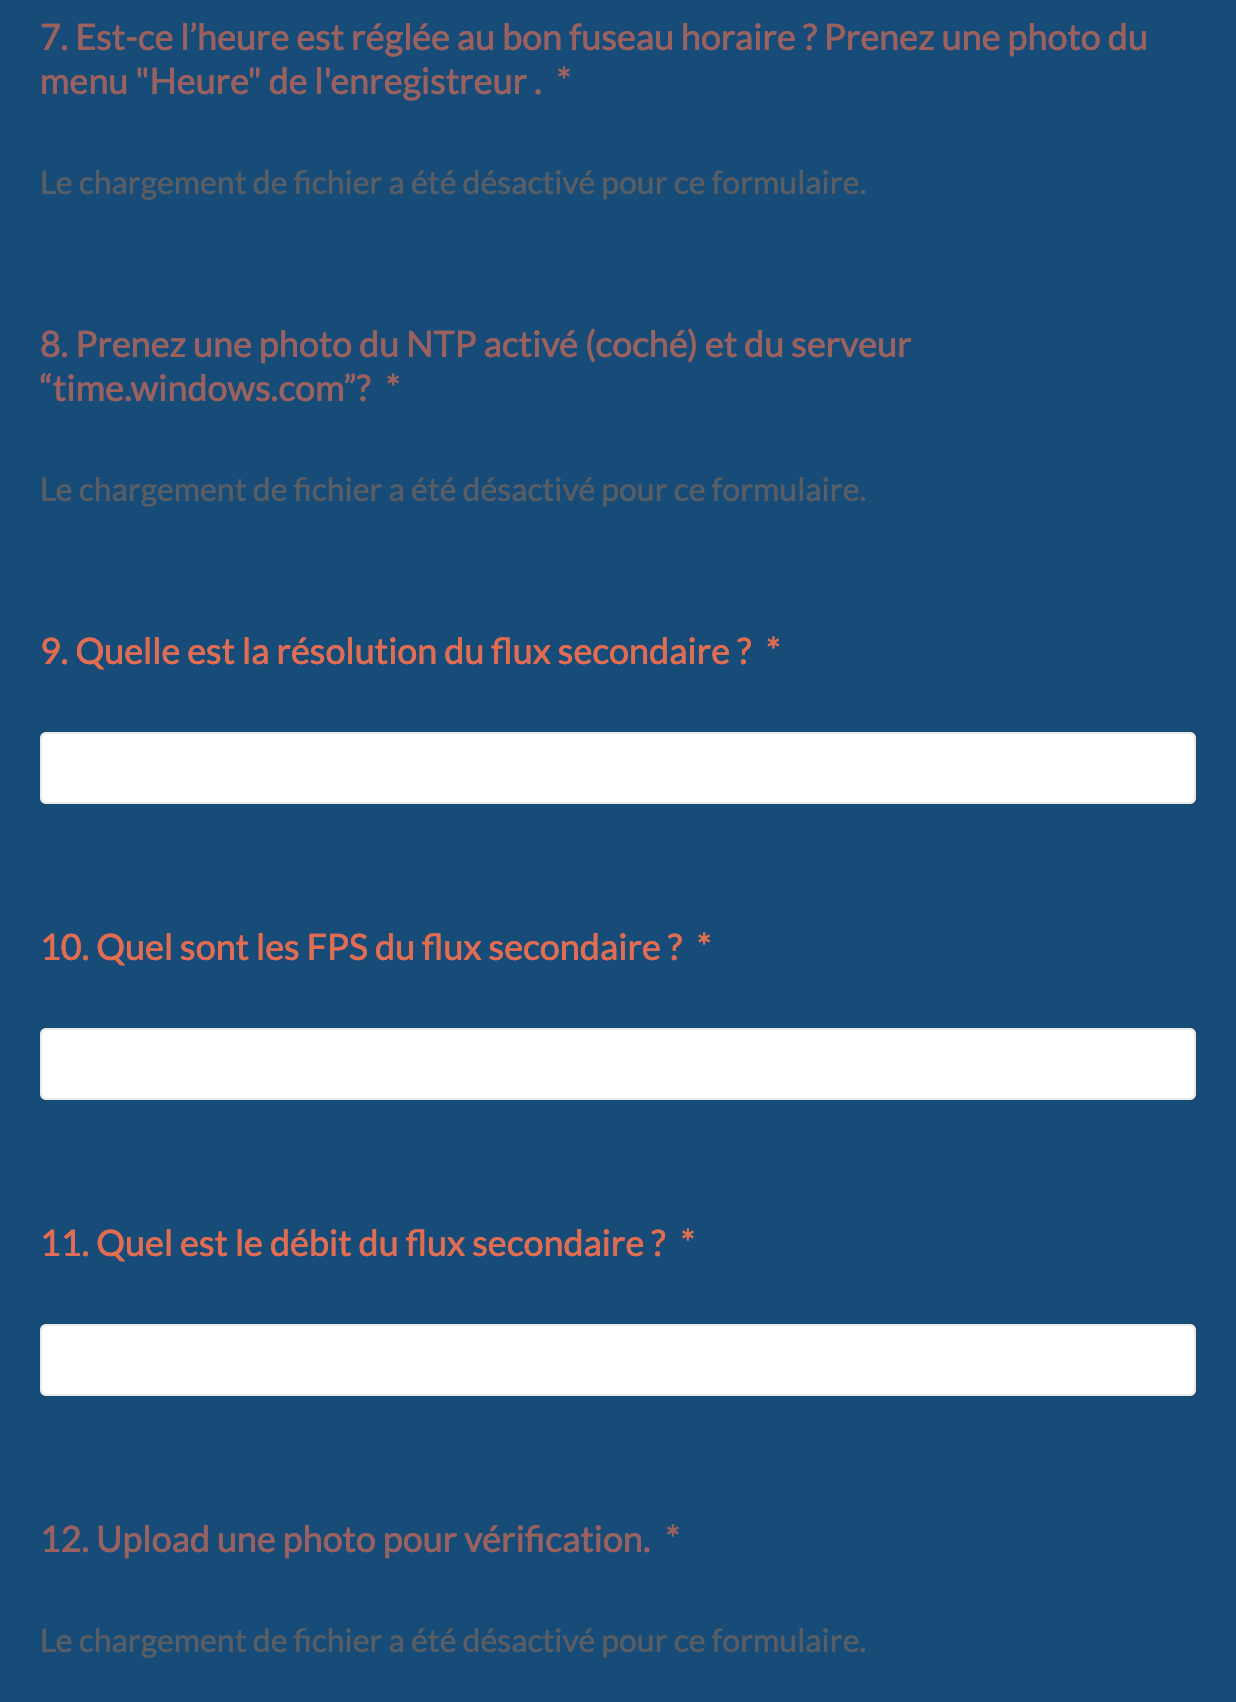 7. Est-ce l’heure est réglée au bon fuseau horaire ? Prenez une photo du
menu "Heure" de l'enregistreur . *
Le chargement de fichier a été désactivé pour ce formulaire.
8. Prenez une photo du NTP activé (coché) et du serveur
“time.windows.com”? *
Le chargement de fichier a été désactivé pour ce formulaire.
9. Quelle est la résolution du flux secondaire ? *
10. Quel sont les FPS du flux secondaire ? *
11. Quel est le débit du flux secondaire ? *
12. Upload une photo pour vérification. *
Le chargement de fichier a été désactivé pour ce formulaire.